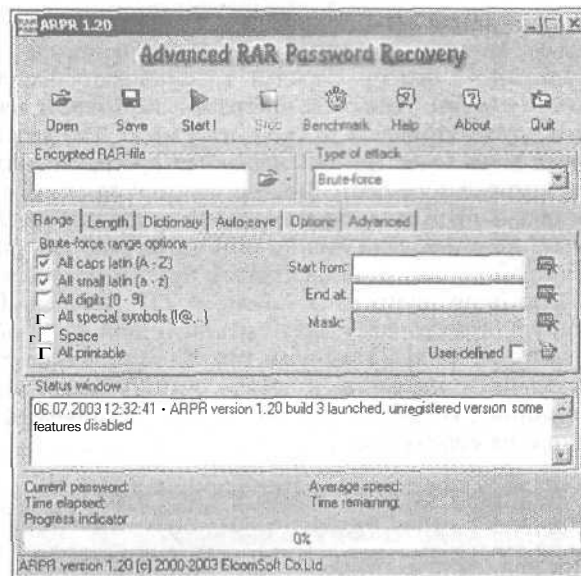 ARPR 1.20
Advanced RAR Password Recovery
Open Save Start! Stop Benchmark Help About Quit
Encrypted RAR-file
Type of attack
Brute-force
Range Length Dictionary Auto-save Options Advanced
Brute-force range options
All caps latin (A - Z)
All small latin (a - z)
All digits (0 - 9)
All special symbols (!@...)
Space
All printable
Start from:
End at:
Mask:
User-defined
Status window
06.07.2003 12:32:41 - ARPR version 1.20 build 3 launched, unregistered version some
features disabled
Current password:
Average speed:
Time elapsed:
Time remaining:
Progress indicator
0%
ARPR version 1.20 (c) 2000-2003 ElcomSoft Co.Ltd.